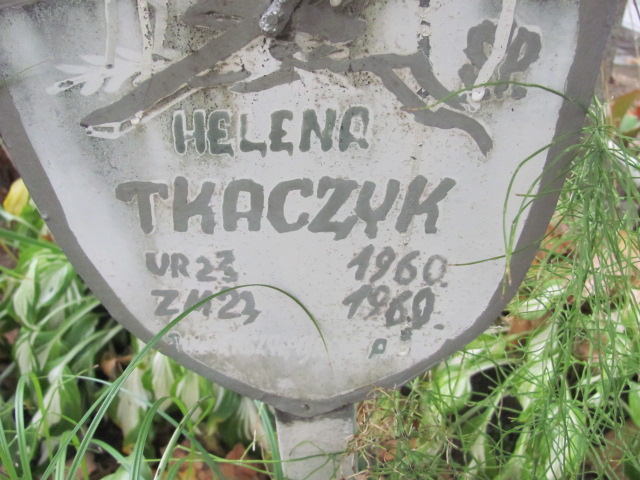 HELENA
TKACZYK
UR 23 1960.
ZM 23 1960.
P